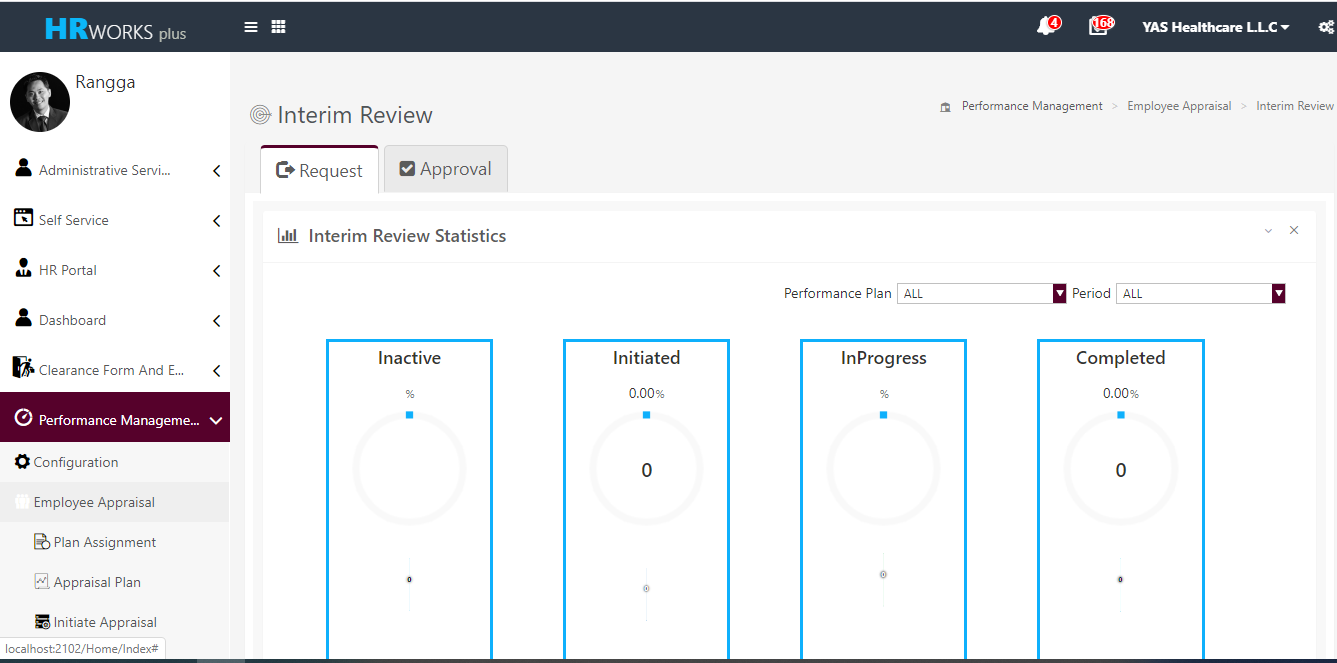 HRWORKS plus
4
168
YAS Healthcare L.L.C
Rangga
Administrative Servi...
Self Service
HR Portal
Dashboard
Clearance Form And E...
Performance Manageme...
Configuration
Employee Appraisal
Plan Assignment
Appraisal Plan
Initiate Appraisal
localhost:2102/Home/Index#
Interim Review
Performance Management > Employee Appraisal > Interim Review
Request
Approval
Interim Review Statistics
Performance Plan ALL Period ALL
Inactive Initiated InProgress Completed
% 0.00% % 0.00%
0 0
0 0 0 0